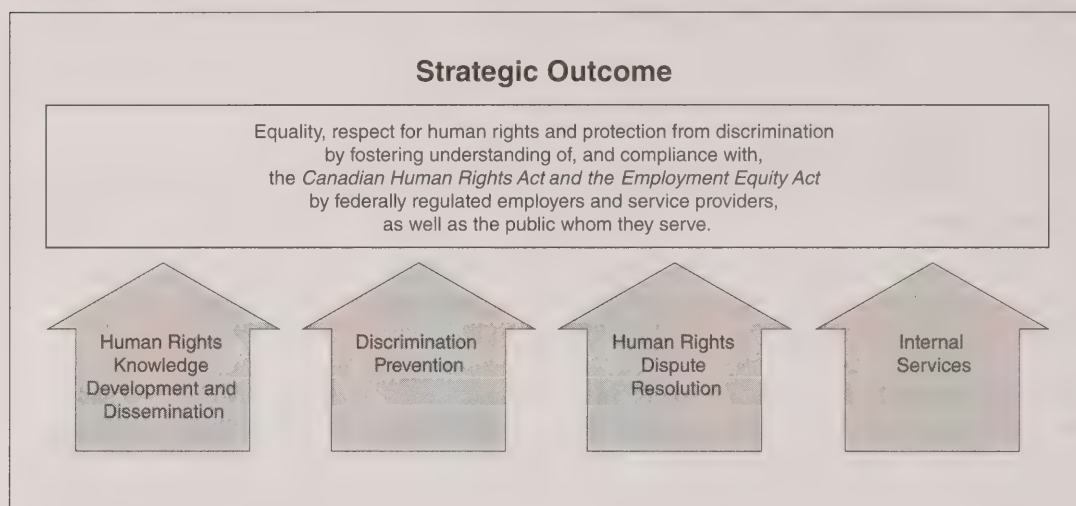 Strategic Outcome
Equality, respect for human rights and protection from discrimination
by fostering understanding of, and compliance with,
the Canadian Human Rights Act and the Employment Equity Act
by federally regulated employers and service providers,
as well as the public whom they serve.
Human Rights
Knowledge
Development and
Dissemination
Discrimination
Prevention
Human Rights
Dispute
Resolution
Internal
Services